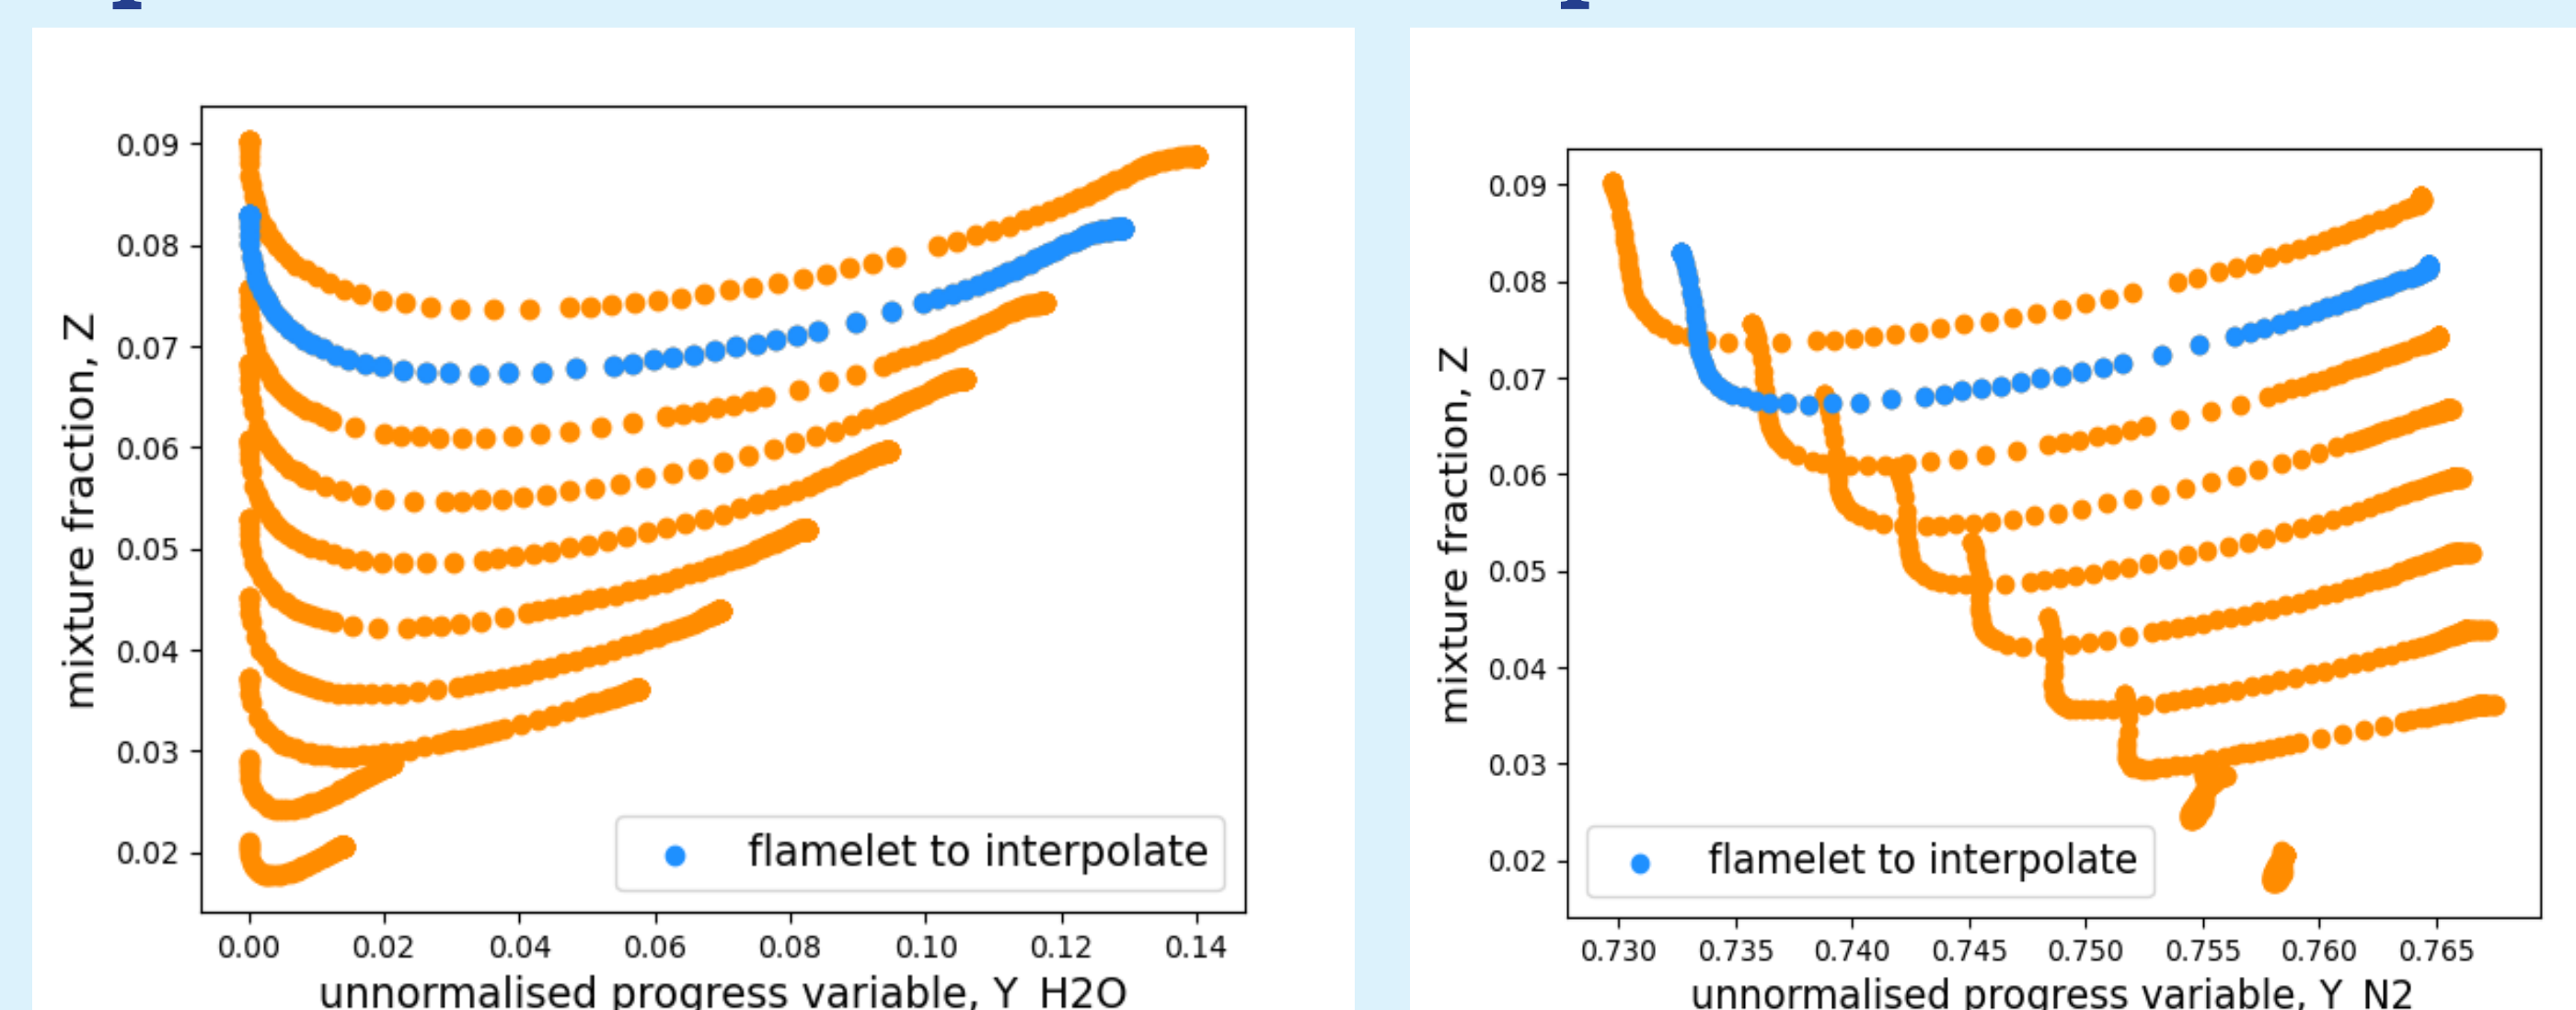 0.09
0.08
0.07
0.06
0.05
0.04
0.03
0.02
mixture fraction, Z
flamelet to interpolate
0.00 0.02 0.04 0.06 0.08 0.10 0.12 0.14
unnormalised progress variable, Y_H2O
0.09
0.08
0.07
0.06
0.05
0.04
0.03
0.02
mixture fraction, Z
flamelet to interpolate
0.730 0.735 0.740 0.745 0.750 0.755 0.760 0.765
unnormalised progress variable, Y_N2